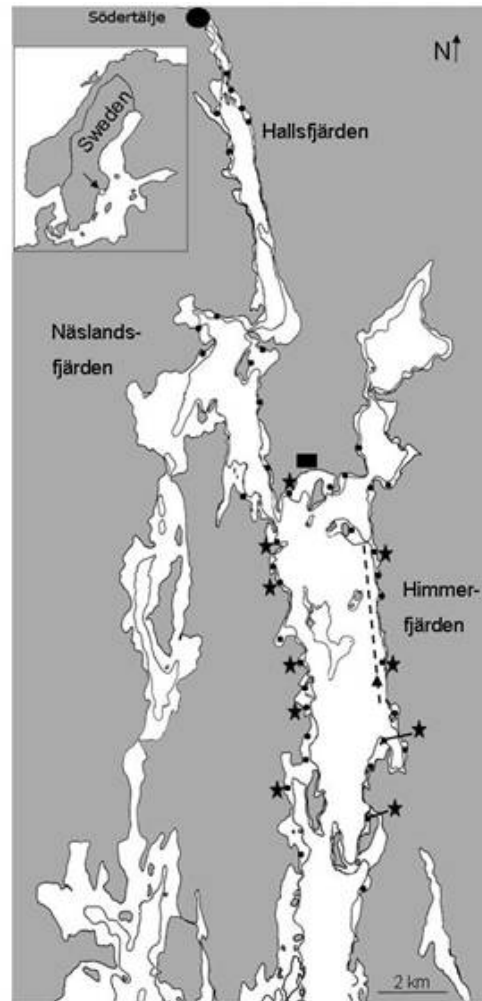 Södertälje
N
Sweden
Hallsfjärden
Näslands-
fjärden
Himmer-
fjärden
2 km